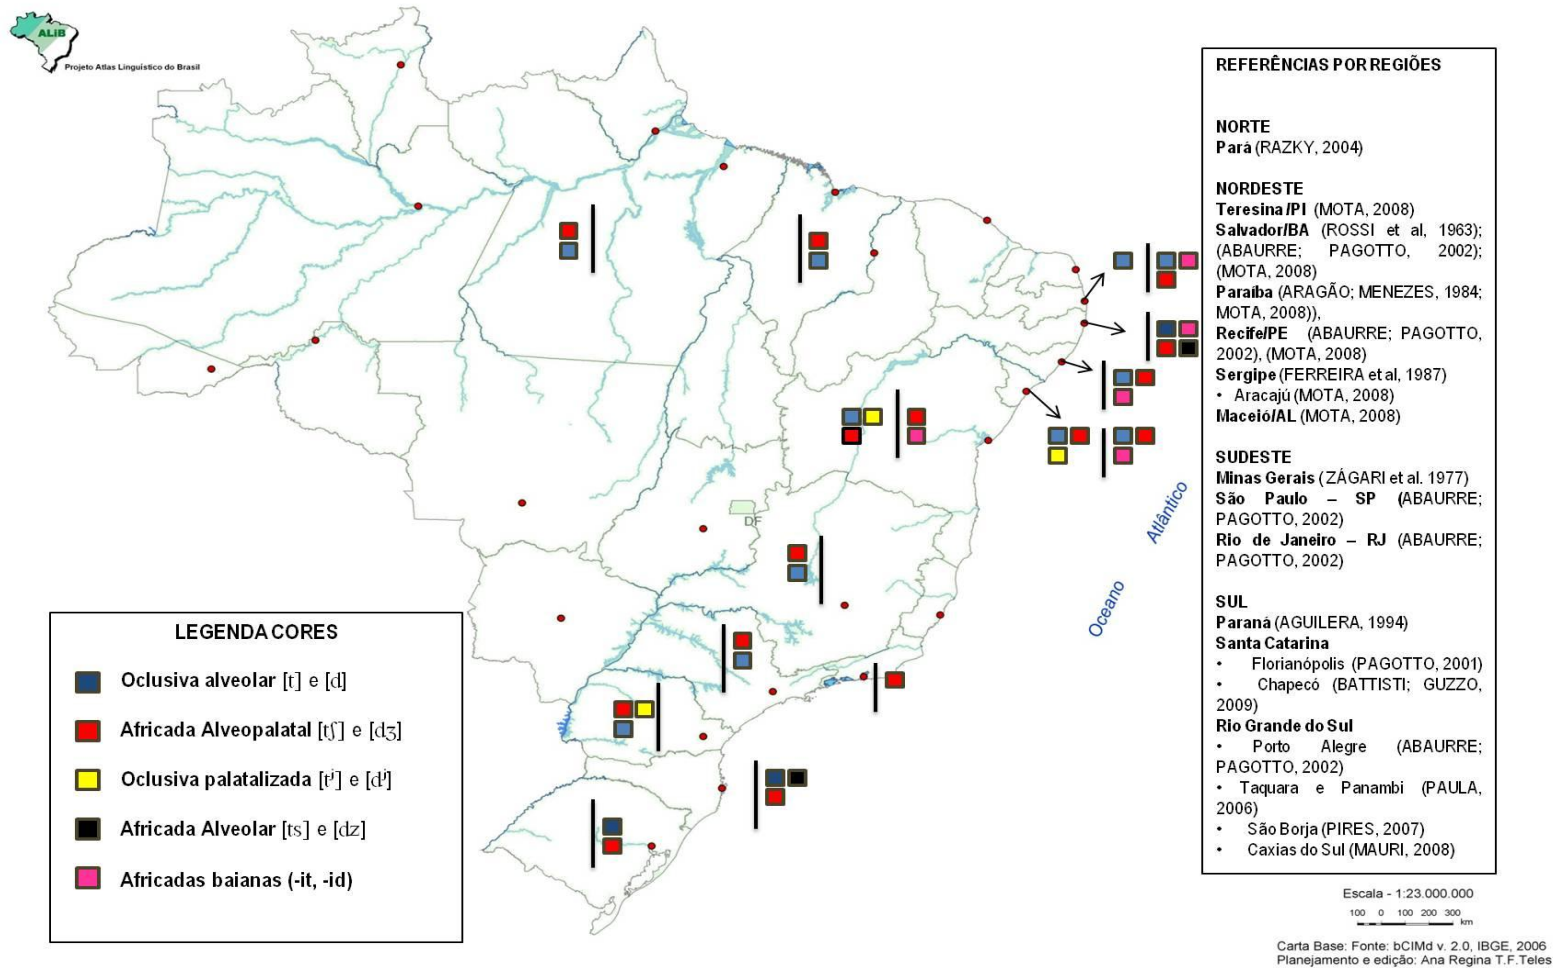 ALiB
Projeto Atlas Linguístico do Brasil
DF
Atlântico
Oceano
LEGENDA CORES
Oclusiva alveolar [t] e [d]
Africada Alveopalatal [tʃ] e [dʒ]
Oclusiva palatalizada [tʲ] e [dʲ]
Africada Alveolar [ts] e [dz]
Africadas baianas (-it, -id)
REFERÊNCIAS POR REGIÕES
NORTE
Pará (RAZKY, 2004)
NORDESTE
Teresina/PI (MOTA, 2008)
Salvador/BA (ROSSI et al, 1963);
(ABAURRE; PAGOTTO, 2002);
(MOTA, 2008)
Paraíba (ARAGÃO; MENEZES, 1984;
MOTA, 2008)),
Recife/PE (ABAURRE; PAGOTTO,
2002), (MOTA, 2008)
Sergipe (FERREIRA et al, 1987)
• Aracajú (MOTA, 2008)
Maceió/AL (MOTA, 2008)
SUDESTE
Minas Gerais (ZÁGARI et al. 1977)
São Paulo – SP (ABAURRE;
PAGOTTO, 2002)
Rio de Janeiro – RJ (ABAURRE;
PAGOTTO, 2002)
SUL
Paraná (AGUILERA, 1994)
Santa Catarina
• Florianópolis (PAGOTTO, 2001)
• Chapecó (BATTISTI; GUZZO,
2009)
Rio Grande do Sul
• Porto Alegre (ABAURRE;
PAGOTTO, 2002)
• Taquara e Panambi (PAULA,
2006)
• São Borja (PIRES, 2007)
• Caxias do Sul (MAURI, 2008)
Escala - 1:23.000.000
100 0 100 200 300
km
Carta Base: Fonte: bCIMd v. 2.0, IBGE, 2006
Planejamento e edição: Ana Regina T.F.Teles